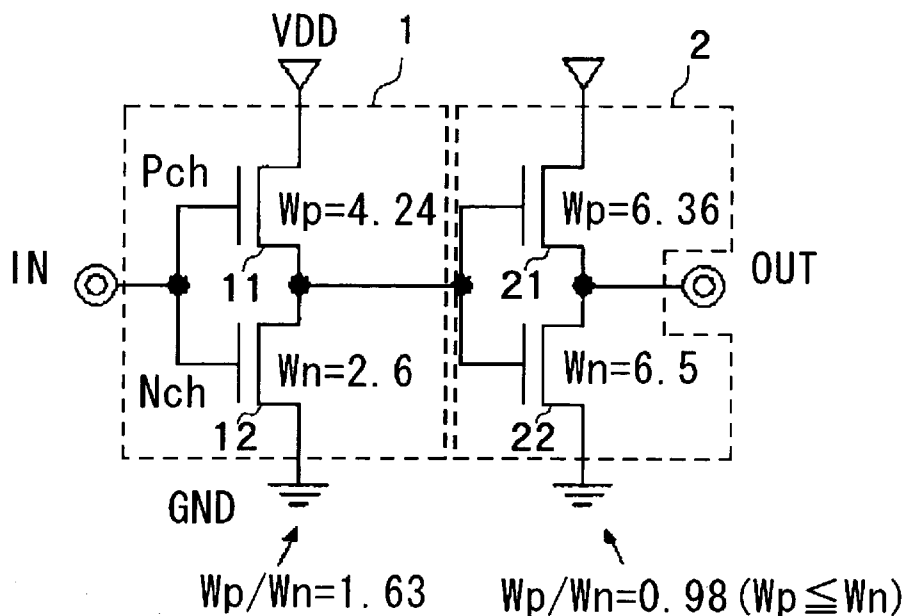 VDD
1
2
Pch
Wp=4.24
Wp=6.36
IN
11
21
OUT
Nch
Wn=2.6
Wn=6.5
12
22
GND
Wp/Wn=1.63
Wp/Wn=0.98(Wp≦Wn)